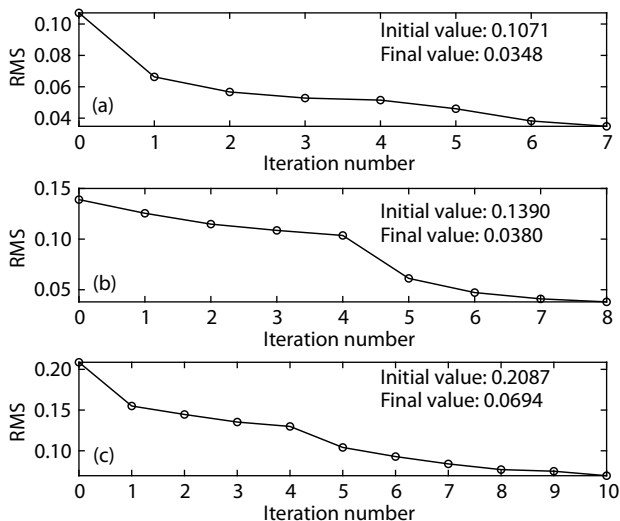 0.10
0.08
0.06
0.04
RMS
(a)
Initial value: 0.1071
Final value: 0.0348
0 1 2 3 4 5 6 7
Iteration number
0.15
0.10
0.05
RMS
(b)
Initial value: 0.1390
Final value: 0.0380
0 1 2 3 4 5 6 7 8
Iteration number
0.20
0.15
0.10
RMS
(c)
Initial value: 0.2087
Final value: 0.0694
0 1 2 3 4 5 6 7 8 9 10
Iteration number